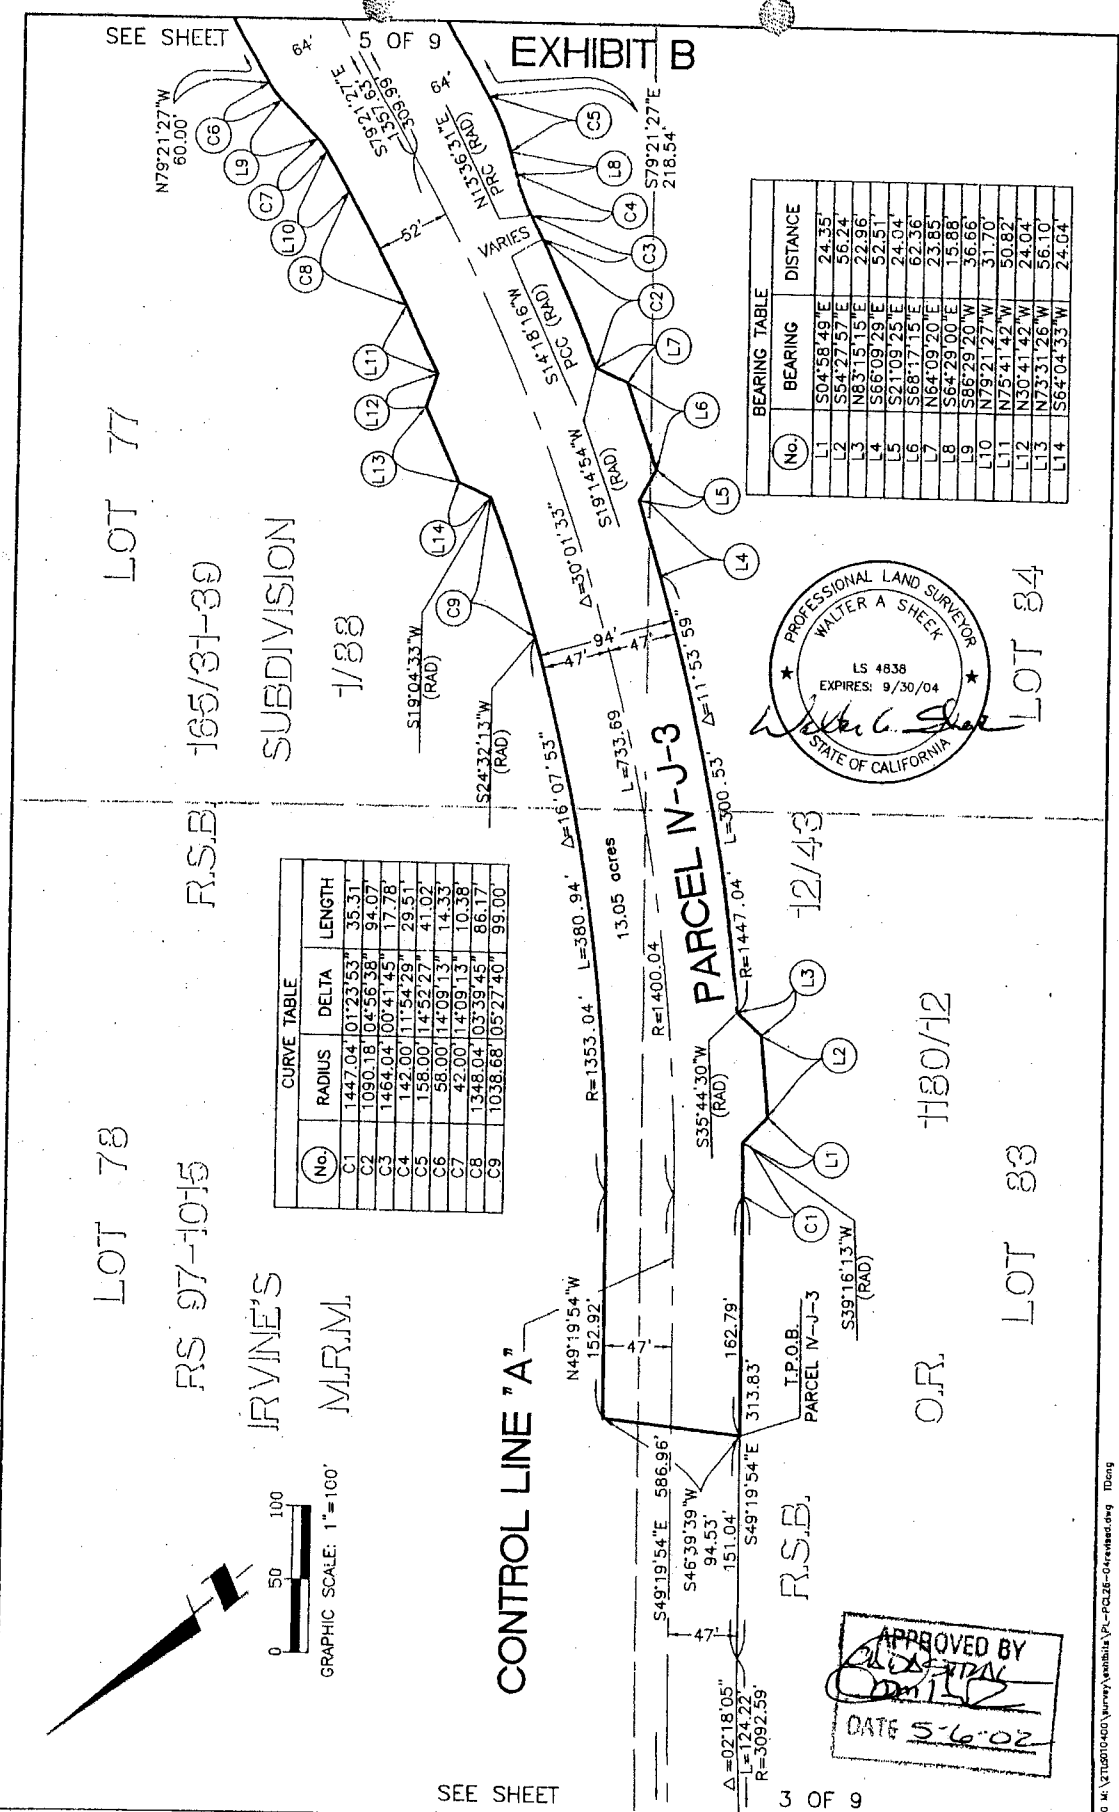 SEE SHEET 5 OF 9
EXHIBIT B
N79°21'27"W
60.00'
C6
L9
C7
L10
C8
L11
L12
L13
L14
C9
64'
S79°21'27"E
1357.63'
309.99'
64'
N13°36'31"E
PRC (RAD)
C5
L8
C4
C3
C2
L7
L6
L5
L4
S79°21'27"E
218.54'
52'
VARIES
S14°18'16"W
PCC (RAD)
S19°14'54"W
(RAD)
Δ=30°01'33"
S19°04'33"W
(RAD)
S24°32'13"W
(RAD)
94'
47'
47'
Δ=11°53'59"
L=300.53'
R=1447.04'
Δ=16°07'53"
L=380.94'
R=1353.04'
L=733.69
R=1400.04
13.05 acres
PARCEL IV-J-3
LOT 77
165/31-39
SUBDIVISION
1/88
R.S.B.
LOT 78
RS 97-1015
IRVINE'S
M.R.M.
LOT 84
12/43
1180/12
LOT 83
O.R.
R.S.B.
BEARING TABLE
No. BEARING DISTANCE
L1 S04°58'49"E 24.35'
L2 S54°27'57"E 56.24'
L3 N83°15'15"E 22.96'
L4 S66°09'29"E 52.51'
L5 S21°09'25"E 24.04'
L6 S68°17'15"E 62.36'
L7 N64°09'20"E 23.85'
L8 S64°29'00"E 15.88'
L9 S86°29'20"W 36.66'
L10 N79°21'27"W 31.70'
L11 N75°41'42"W 50.82'
L12 N30°41'42"W 24.04'
L13 N73°31'26"W 56.10'
L14 S64°04'33"W 24.04'
PROFESSIONAL LAND SURVEYOR
WALTER A SHEEK
LS 4838
EXPIRES: 9/30/04
STATE OF CALIFORNIA
CURVE TABLE
No. RADIUS DELTA LENGTH
C1 1447.04' 01°23'53" 35.31'
C2 1090.18' 04°56'38" 94.07'
C3 1464.04' 00°41'45" 17.78'
C4 142.00' 11°54'29" 29.51'
C5 158.00' 14°52'27" 41.02'
C6 58.00' 14°09'13" 14.33'
C7 42.00' 14°09'13" 10.38'
C8 1348.04' 03°39'45" 86.17'
C9 1038.68' 05°27'40" 99.00'
S35°44'30"W
(RAD)
L3
L2
L1
C1
S39°16'13"W
(RAD)
CONTROL LINE "A"
N49°19'54"W
152.92'
47'
162.79'
313.83'
S49°19'54"E
T.P.O.B.
PARCEL IV-J-3
S49°19'54"E 586.96'
S46°39'39"W
94.53'
151.04'
47'
Δ=02°18'05"
L=124.22'
R=3092.59'
0 50 100
GRAPHIC SCALE: 1"=100'
APPROVED BY
DATE 5-6-02
SEE SHEET 3 OF 9